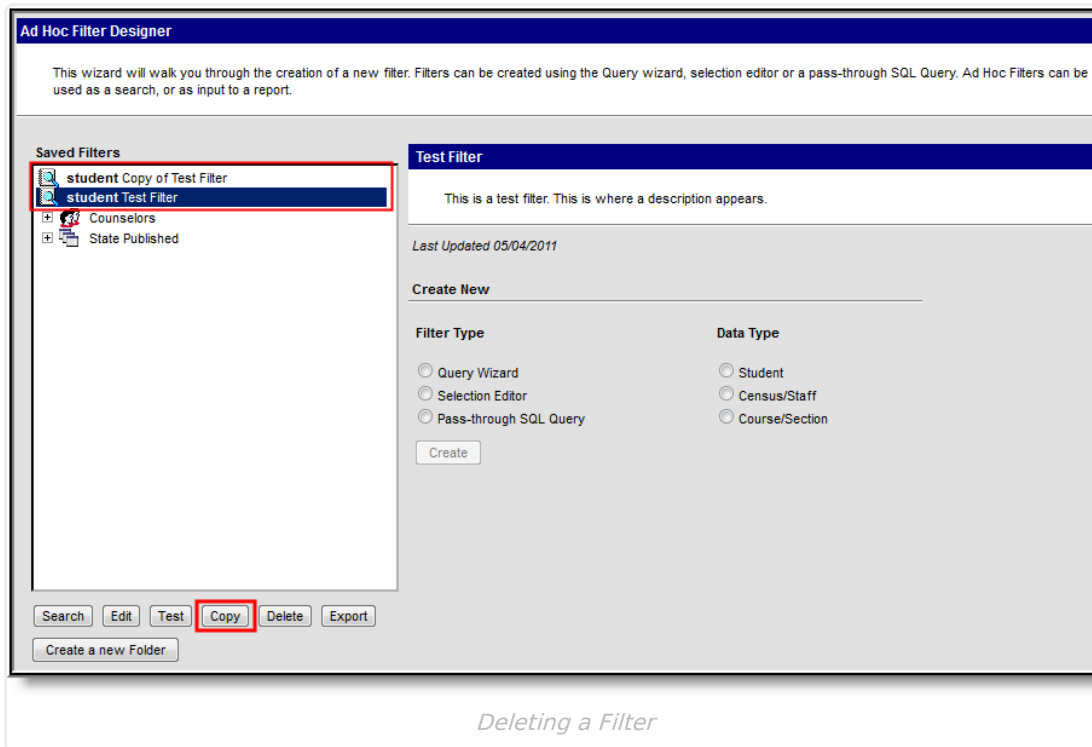 Ad Hoc Filter Designer
This wizard will walk you through the creation of a new filter. Filters can be created using the Query wizard, selection editor or a pass-through SQL Query. Ad Hoc Filters can be
used as a search, or as input to a report.
Saved Filters
student Copy of Test Filter
student Test Filter
Counselors
State Published
Search Edit Test Copy Delete Export
Create a new Folder
Test Filter
This is a test filter. This is where a description appears.
Last Updated 05/04/2011
Create New
Filter Type Data Type
Query Wizard Student
Selection Editor Census/Staff
Pass-through SQL Query Course/Section
Create
Deleting a Filter